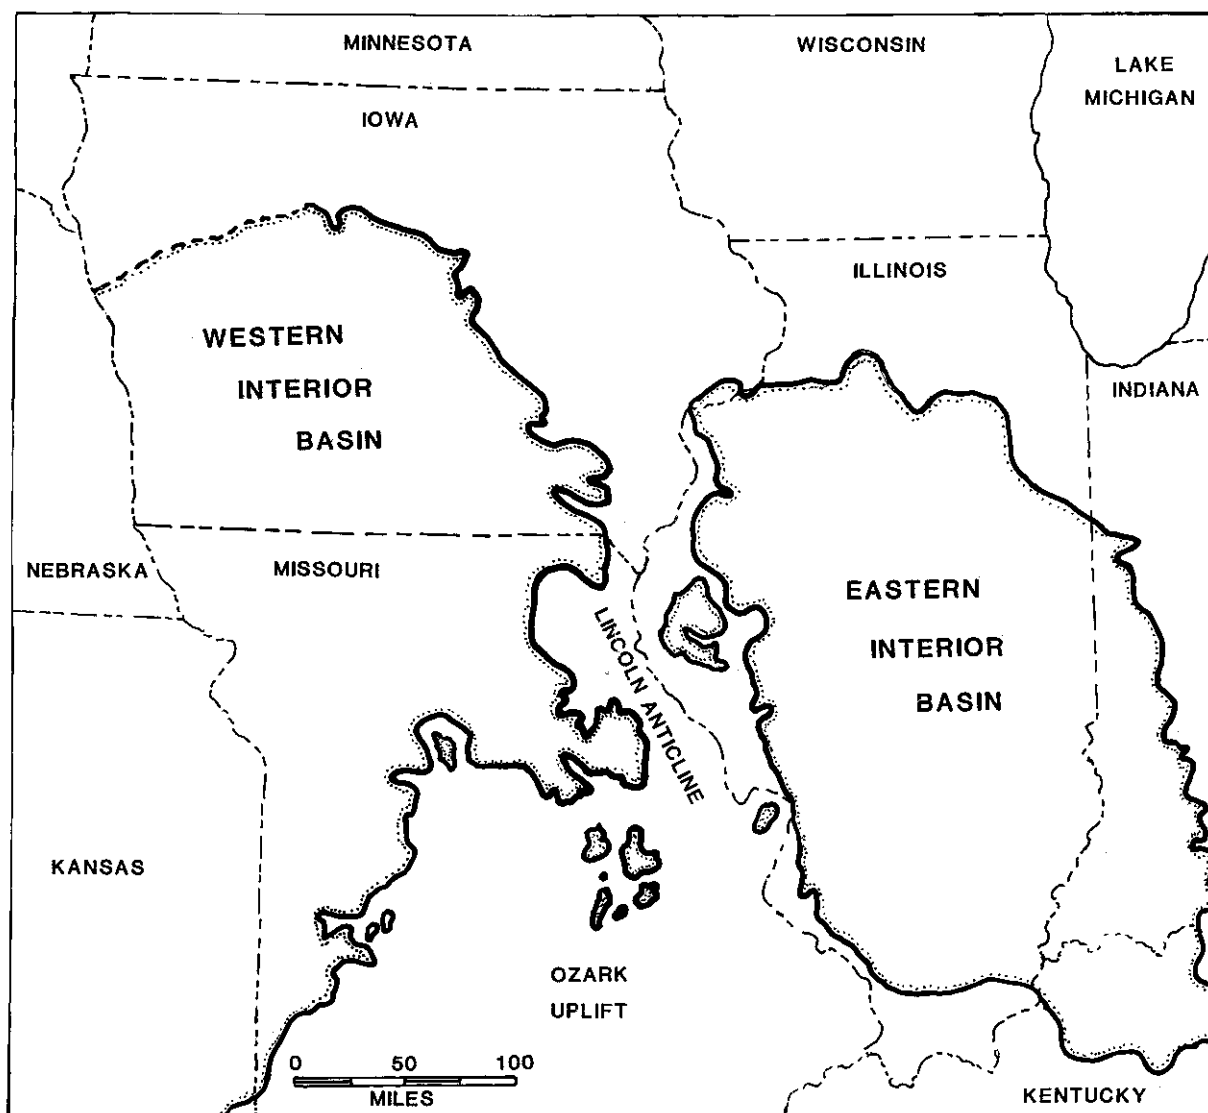 MINNESOTA
WISCONSIN
LAKE
MICHIGAN
IOWA
ILLINOIS
WESTERN
INTERIOR
BASIN
INDIANA
NEBRASKA
MISSOURI
EASTERN
INTERIOR
BASIN
LINCOLN ANTICLINE
KANSAS
OZARK
UPLIFT
0 50 100
MILES
KENTUCKY